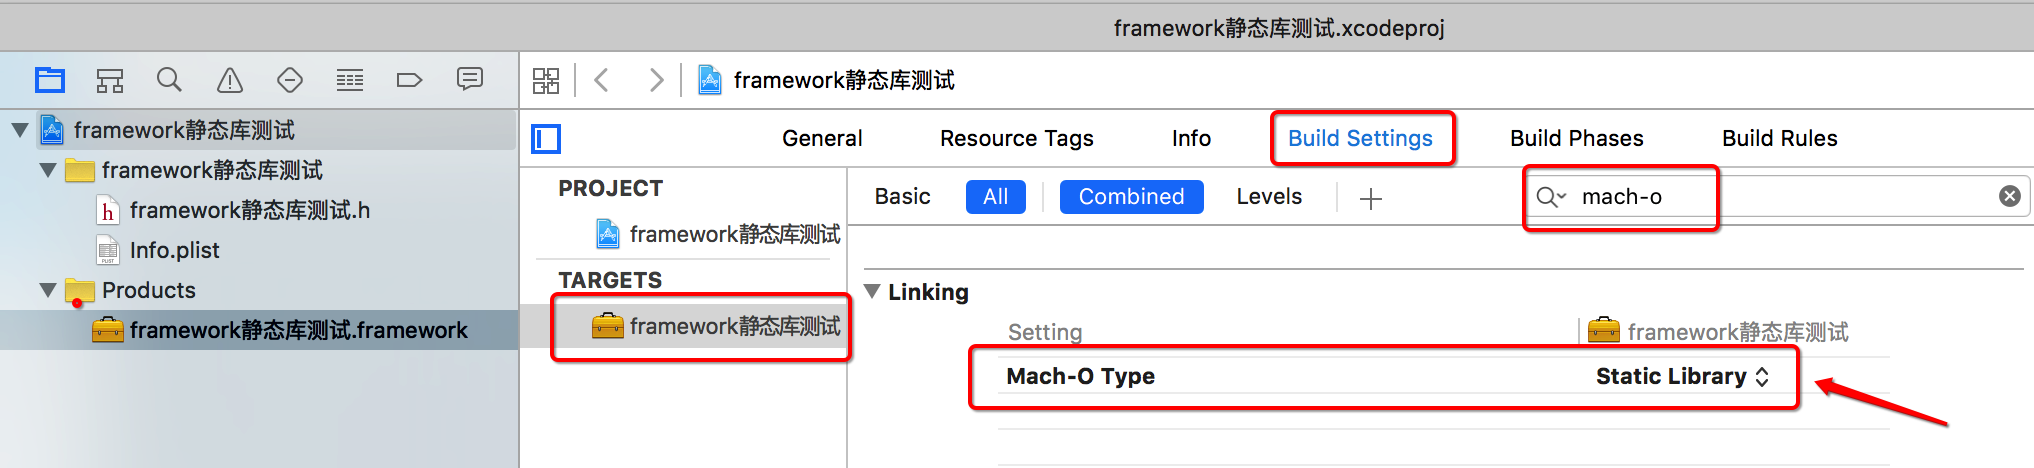 framework静态库测试.xcodeproj
framework静态库测试
framework静态库测试
framework静态库测试
framework静态库测试.h
Info.plist
Products
framework静态库测试.framework
General Resource Tags Info Build Settings Build Phases Build Rules
PROJECT
framework静态库测试
TARGETS
framework静态库测试
Basic All Combined Levels + mach-o
Linking
Setting framework静态库测试
Mach-O Type Static Library